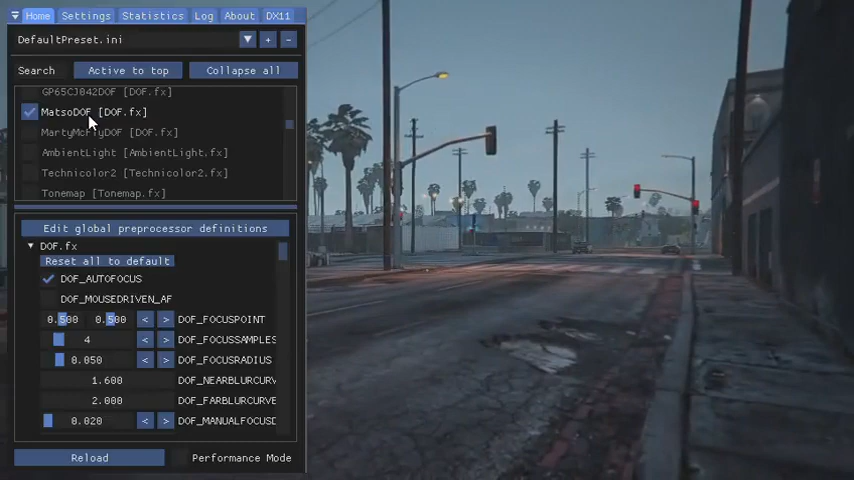 Home Settings Statistics Log About DX11
DefaultPreset.ini + -
Search Active to top Collapse all
GP65CJ042DOF [DOF.fx]
MatsoDOF [DOF.fx]
MartyMcFlyDOF [DOF.fx]
AmbientLight [AmbientLight.fx]
Technicolor2 [Technicolor2.fx]
Tonemap [Tonemap.fx]
Edit global preprocessor definitions
DOF.fx
Reset all to default
DOF_AUTOFOCUS
DOF_MOUSEDRIVEN_AF
0.500 0.500 < > DOF_FOCUSPOINT
4 < > DOF_FOCUSSAMPLES
0.050 < > DOF_FOCUSRADIUS
1.600 DOF_NEARBLURCURV
2.000 DOF_FARBLURCURVE
0.020 < > DOF_MANUALFOCUSD
Reload Performance Mode